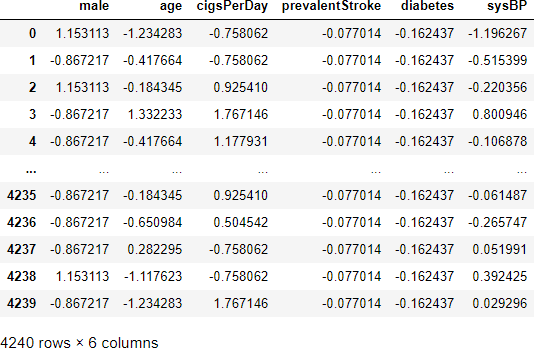 male age cigsPerDay prevalentStroke diabetes sysBP
0 1.153113 -1.234283 -0.758062 -0.077014 -0.162437 -1.196267
1 -0.867217 -0.417664 -0.758062 -0.077014 -0.162437 -0.515399
2 1.153113 -0.184345 0.925410 -0.077014 -0.162437 -0.220356
3 -0.867217 1.332233 1.767146 -0.077014 -0.162437 0.800946
4 -0.867217 -0.417664 1.177931 -0.077014 -0.162437 -0.106878
... ... ... ... ... ... ...
4235 -0.867217 -0.184345 0.925410 -0.077014 -0.162437 -0.061487
4236 -0.867217 -0.650984 0.504542 -0.077014 -0.162437 -0.265747
4237 -0.867217 0.282295 -0.758062 -0.077014 -0.162437 0.051991
4238 1.153113 -1.117623 -0.758062 -0.077014 -0.162437 0.392425
4239 -0.867217 -1.234283 1.767146 -0.077014 -0.162437 0.029296
4240 rows × 6 columns